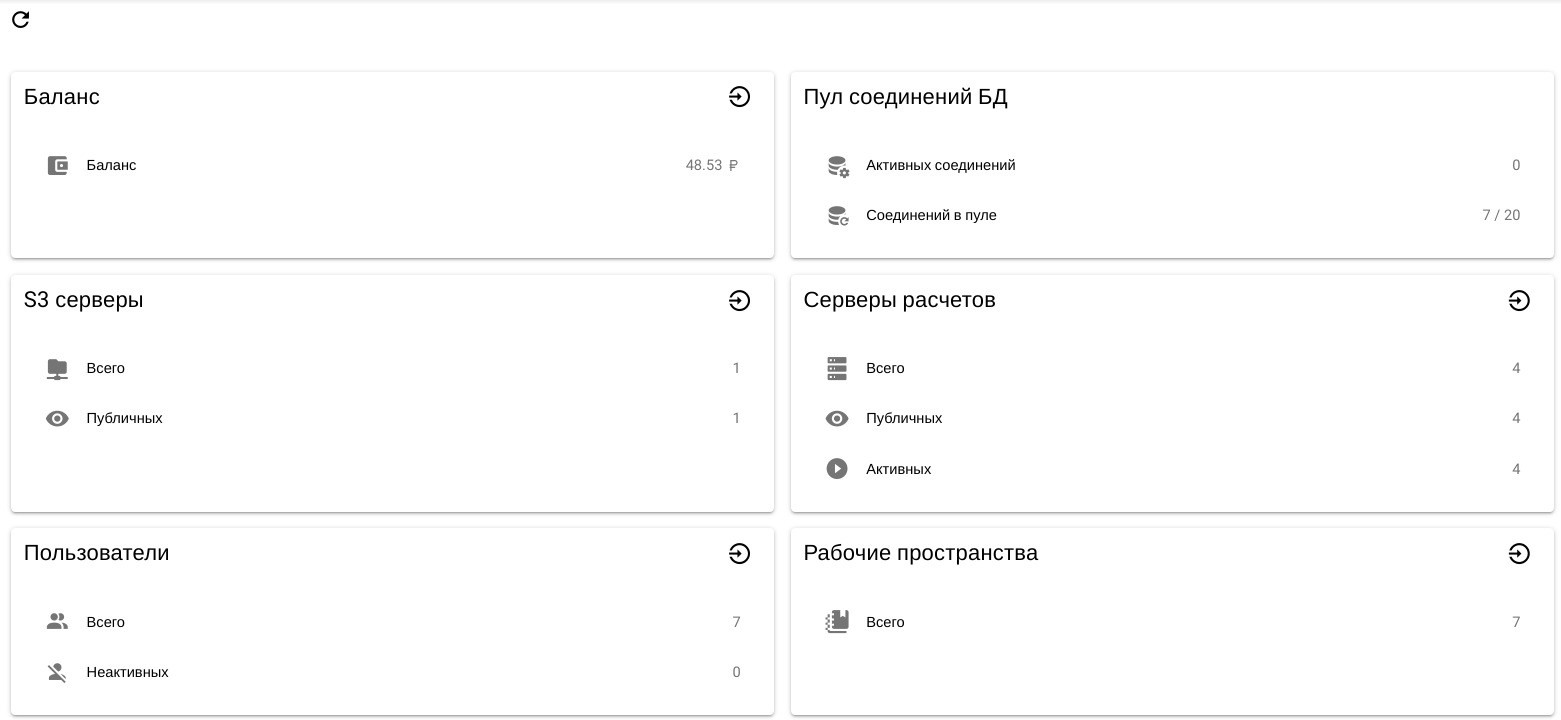 Баланс
Баланс 48.53 ₽
Пул соединений БД
Активных соединений 0
Соединений в пуле 7 / 20
S3 серверы
Всего 1
Публичных 1
Серверы расчетов
Всего 4
Публичных 4
Активных 4
Пользователи
Всего 7
Неактивных 0
Рабочие пространства
Всего 7